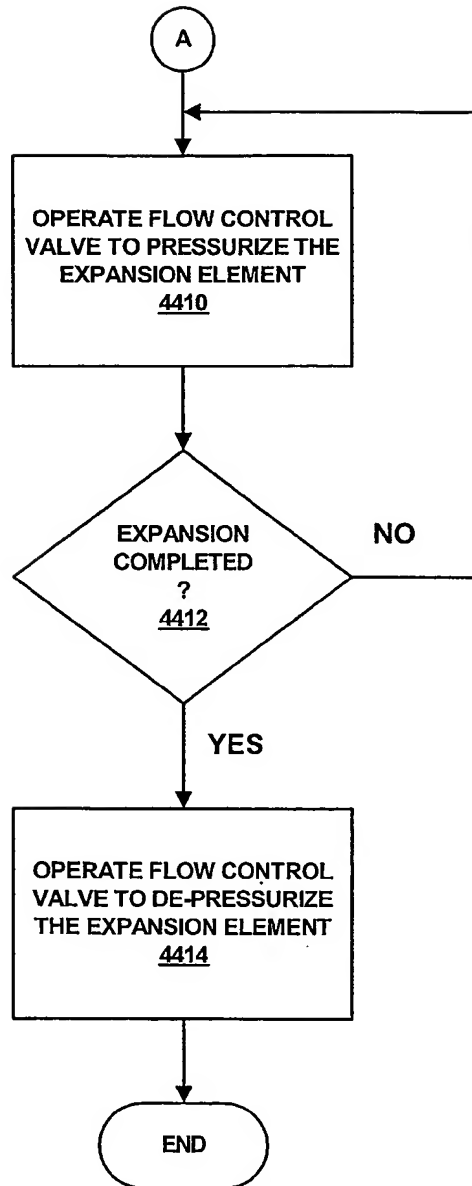 A
OPERATE FLOW CONTROL
VALVE TO PRESSURIZE THE
EXPANSION ELEMENT
4410
EXPANSION
COMPLETED
?
4412
NO
YES
OPERATE FLOW CONTROL
VALVE TO DE-PRESSURIZE
THE EXPANSION ELEMENT
4414
END